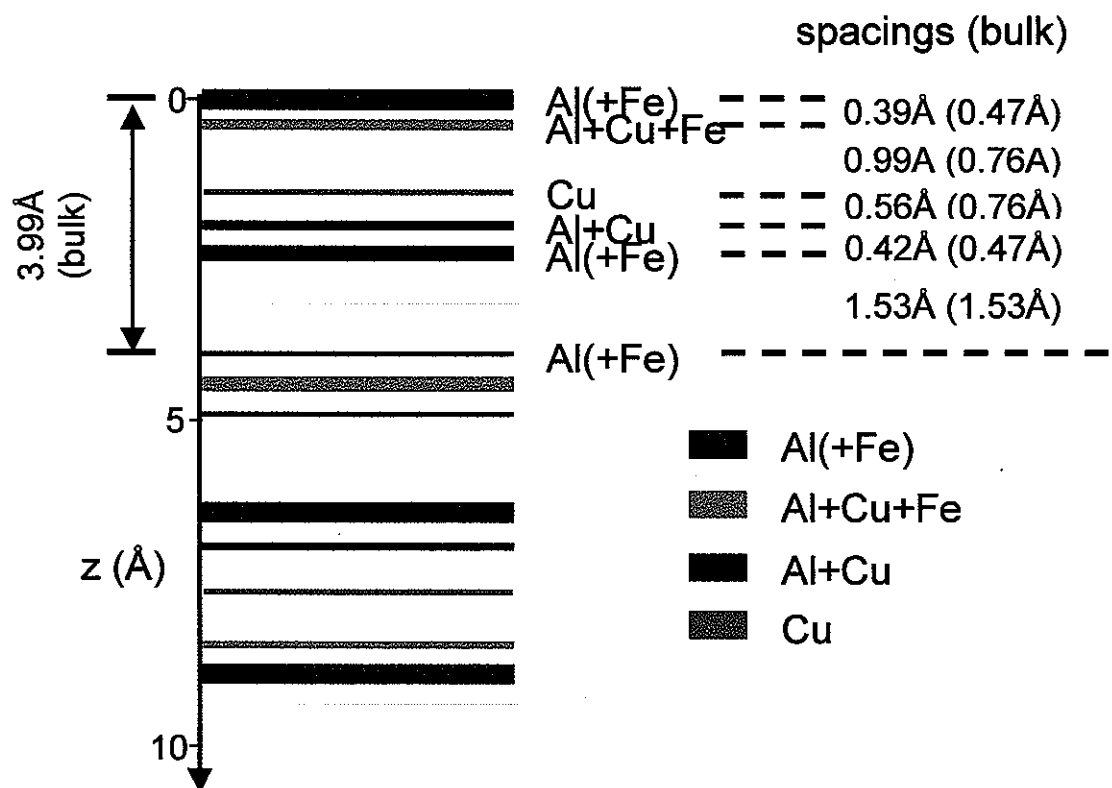 spacings (bulk)
0
Al(+Fe)
0.39Å (0.47Å)
Al+Cu+Fe
0.99A (0.76A)
Cu
0.56Å (0.76Å)
Al+Cu
0.42Å (0.47Å)
Al(+Fe)
1.53Å (1.53Å)
3.99Å
(bulk)
Al(+Fe)
5
Al(+Fe)
Al+Cu+Fe
z (Å)
Al+Cu
Cu
10